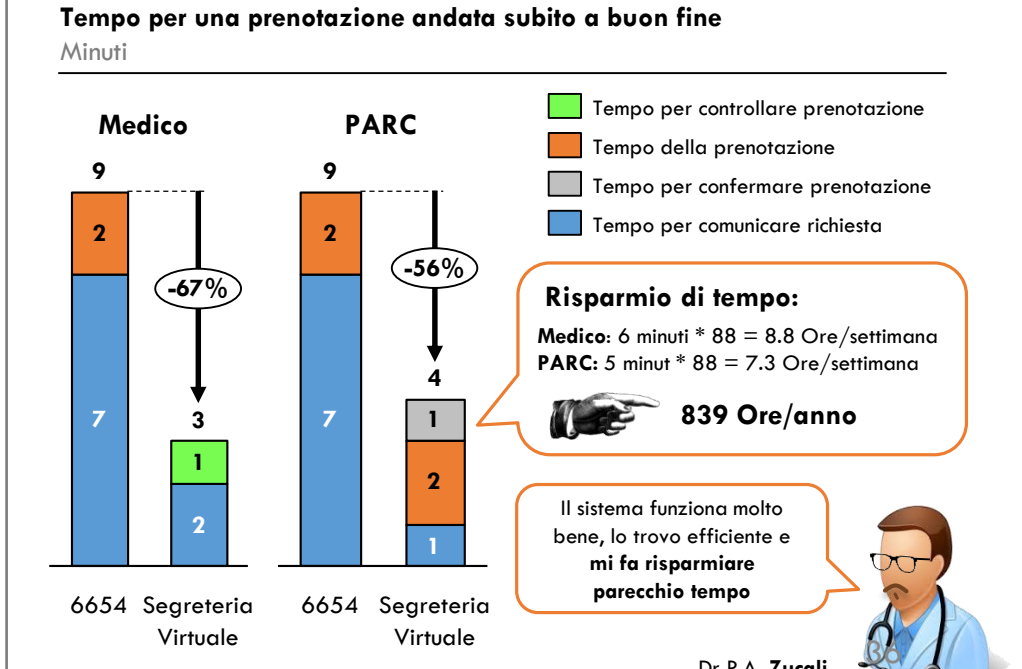 Tempo per una prenotazione andata subito a buon fine
Minuti
Medico
PARC
Tempo per controllare prenotazione
Tempo della prenotazione
Tempo per confermare prenotazione
Tempo per comunicare richiesta
9
2
7
-67%
3
1
2
9
2
7
-56%
4
1
2
1
6654
Segreteria
Virtuale
6654
Segreteria
Virtuale
Risparmio di tempo:
Medico: 6 minuti * 88 = 8.8 Ore/settimana
PARC: 5 minut * 88 = 7.3 Ore/settimana
839 Ore/anno
Il sistema funziona molto
bene, lo trovo efficiente e
mi fa risparmiare
parecchio tempo
Dr P.A. Zucali
36